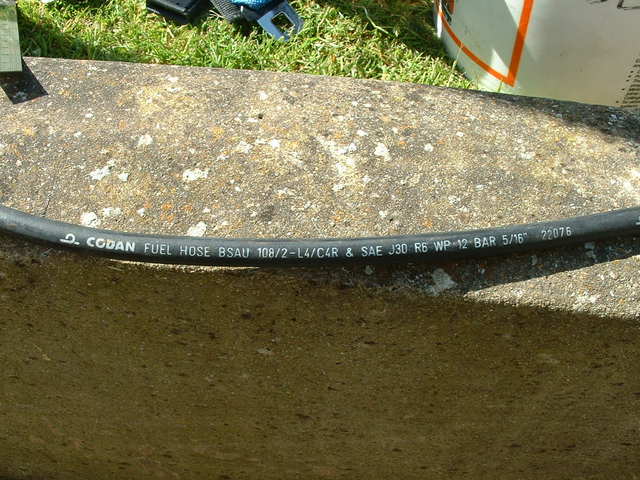 CODAN FUEL HOSE BSAU 108/2-L4/C4R & SAE J30 R6 WP 12 BAR 5/16" 22076